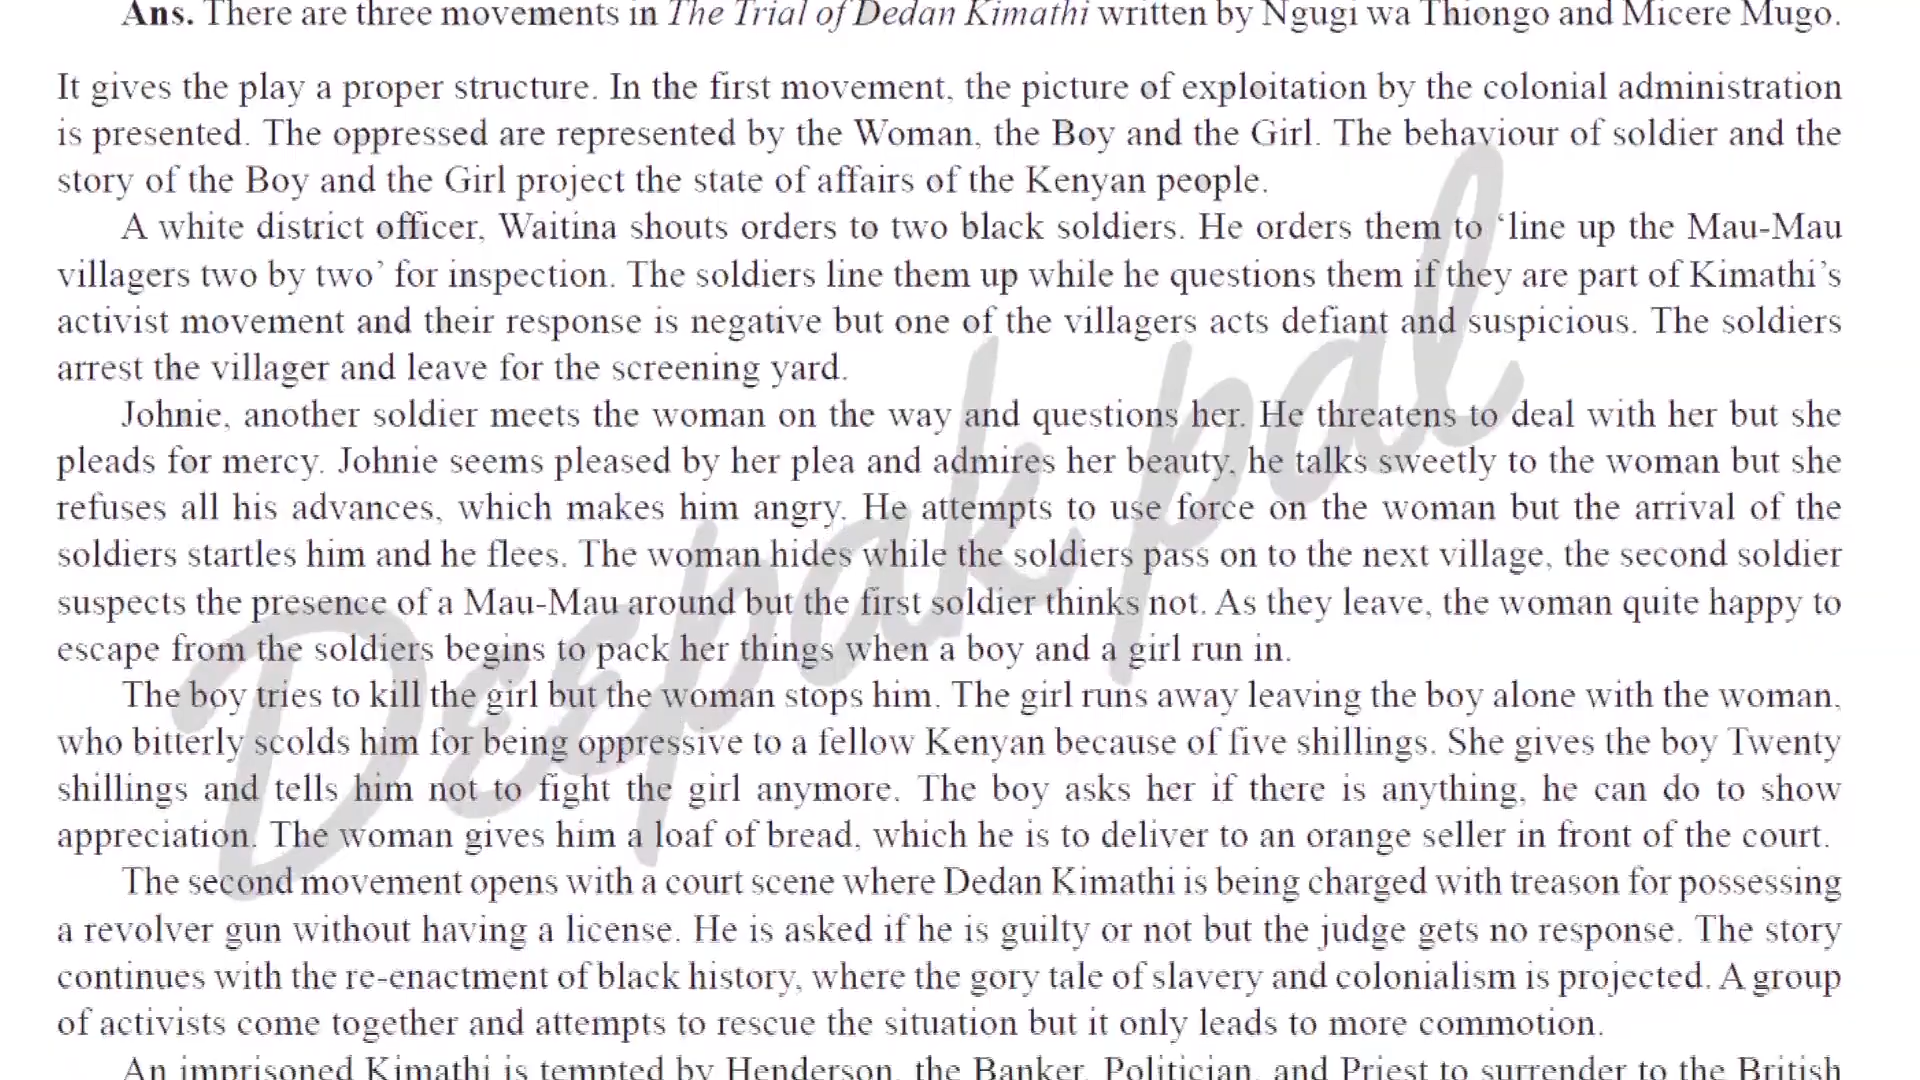 Ans. There are three movements in The Trial of Dedan Kimathi written by Ngugi wa Thiongo and Micere Mugo.
It gives the play a proper structure. In the first movement, the picture of exploitation by the colonial administration
is presented. The oppressed are represented by the Woman, the Boy and the Girl. The behaviour of soldier and the
story of the Boy and the Girl project the state of affairs of the Kenyan people.
A white district officer, Waitina shouts orders to two black soldiers. He orders them to ‘line up the Mau-Mau
villagers two by two’ for inspection. The soldiers line them up while he questions them if they are part of Kimathi’s
activist movement and their response is negative but one of the villagers acts defiant and suspicious. The soldiers
arrest the villager and leave for the screening yard.
Johnie, another soldier meets the woman on the way and questions her. He threatens to deal with her but she
pleads for mercy. Johnie seems pleased by her plea and admires her beauty, he talks sweetly to the woman but she
refuses all his advances, which makes him angry. He attempts to use force on the woman but the arrival of the
soldiers startles him and he flees. The woman hides while the soldiers pass on to the next village, the second soldier
suspects the presence of a Mau-Mau around but the first soldier thinks not. As they leave, the woman quite happy to
escape from the soldiers begins to pack her things when a boy and a girl run in.
The boy tries to kill the girl but the woman stops him. The girl runs away leaving the boy alone with the woman,
who bitterly scolds him for being oppressive to a fellow Kenyan because of five shillings. She gives the boy Twenty
shillings and tells him not to fight the girl anymore. The boy asks her if there is anything, he can do to show
appreciation. The woman gives him a loaf of bread, which he is to deliver to an orange seller in front of the court.
The second movement opens with a court scene where Dedan Kimathi is being charged with treason for possessing
a revolver gun without having a license. He is asked if he is guilty or not but the judge gets no response. The story
continues with the re-enactment of black history, where the gory tale of slavery and colonialism is projected. A group
of activists come together and attempts to rescue the situation but it only leads to more commotion.
An imprisoned Kimathi is tempted by Henderson, the Banker, Politician, and Priest to surrender to the British
Deepak pal